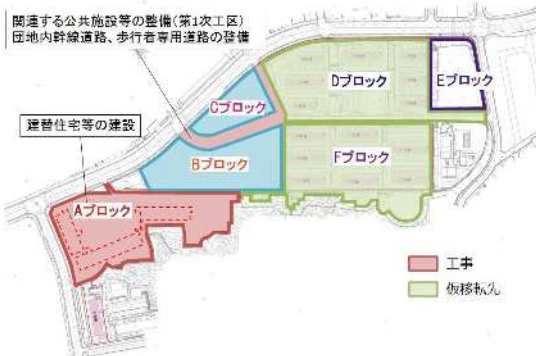 関連する公共施設等の整備(第1次工区)
団地内幹線道路、歩行者専用道路の整備
Dブロック
Eブロック
Cブロック
建替住宅等の建設
Bブロック
Fブロック
Aブロック
工事
仮移転先